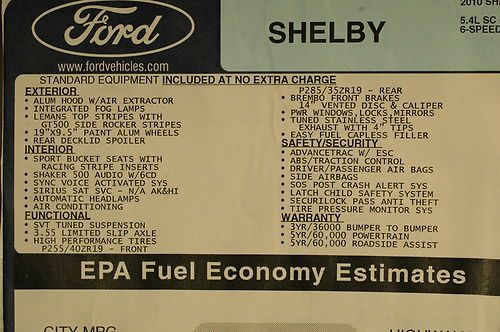 Ford
www.fordvehicles.com
SHELBY
2010 SH
5.4L SC
6-SPEED
STANDARD EQUIPMENT INCLUDED AT NO EXTRA CHARGE
EXTERIOR
• ALUM HOOD W/AIR EXTRACTOR
• INTEGRATED FOG LAMPS
• LEMANS TOP STRIPES WITH
GT500 SIDE ROCKER STRIPES
• 19"X9.5" PAINT ALUM WHEELS
• REAR DECKLID SPOILER
INTERIOR
• SPORT BUCKET SEATS WITH
RACING STRIPE INSERTS
• SHAKER 500 AUDIO W/6CD
• SYNC VOICE ACTIVATED SYS
• SIRIUS SAT SVC - N/A AK&HI
• AUTOMATIC HEADLAMPS
• AIR CONDITIONING
FUNCTIONAL
• SVT TUNED SUSPENSION
• 3.55 LIMITED SLIP AXLE
• HIGH PERFORMANCE TIRES
P255/40ZR19 - FRONT
P285/35ZR19 - REAR
• BREMBO FRONT BRAKES
14" VENTED DISC & CALIPER
• PWR WINDOWS,LOCKS,MIRRORS
• TUNED STAINLESS STEEL
EXHAUST WITH 4" TIPS
• EASY FUEL CAPLESS FILLER
SAFETY/SECURITY
• ADVANCETRAC W/ ESC
• ABS/TRACTION CONTROL
• DRIVER/PASSENGER AIR BAGS
• SIDE AIRBAGS
• SOS POST CRASH ALERT SYS
• LATCH CHILD SAFETY SYSTEM
• SECURILOCK PASS ANTI THEFT
• TIRE PRESSURE MONITOR SYS
WARRANTY
• 3YR/36000 BUMPER TO BUMPER
• 5YR/60,000 POWERTRAIN
• 5YR/60,000 ROADSIDE ASSIST
EPA Fuel Economy Estimates
CITY MPG